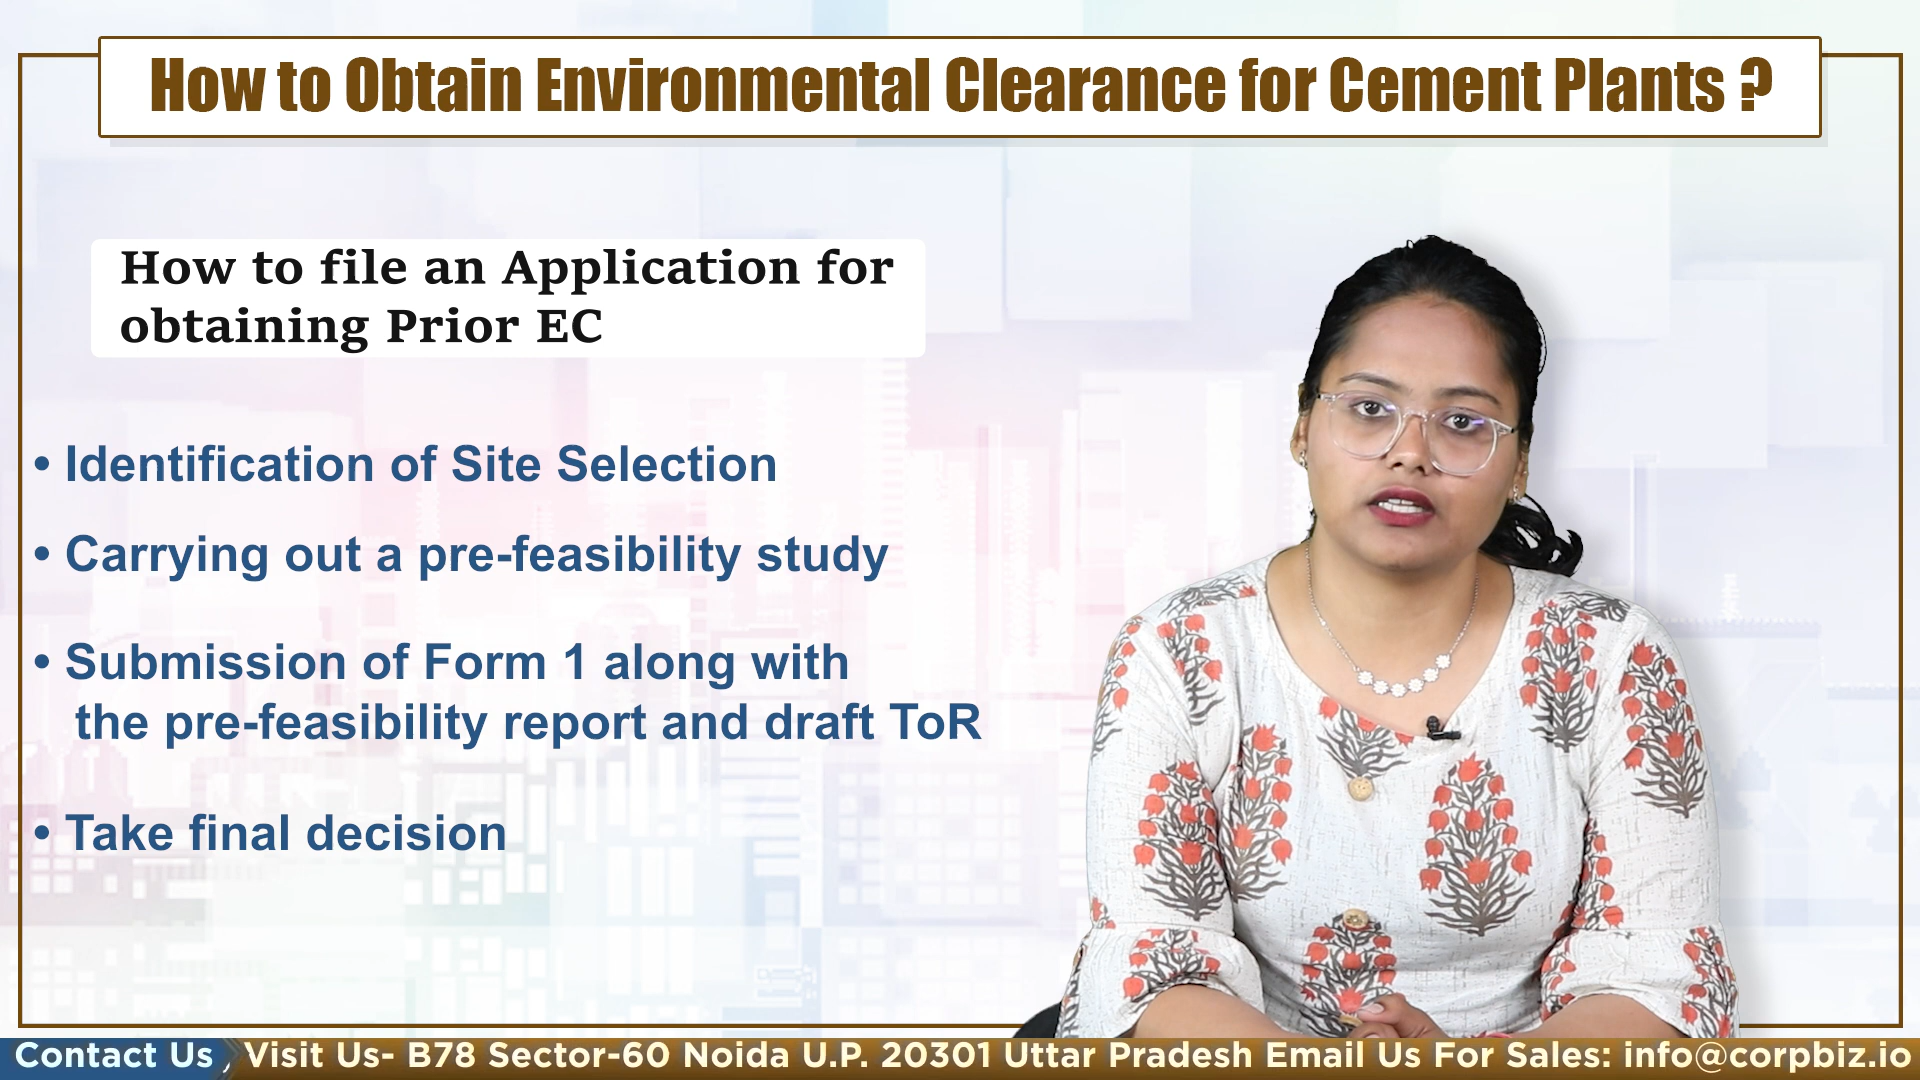 How to Obtain Environmental Clearance for Cement Plants ?
How to file an Application for
obtaining Prior EC
• Identification of Site Selection
• Carrying out a pre-feasibility study
• Submission of Form 1 along with
the pre-feasibility report and draft ToR
• Take final decision
Contact Us , Visit Us- B78 Sector-60 Noida U.P. 20301 Uttar Pradesh Email Us For Sales: info@corpbiz.io